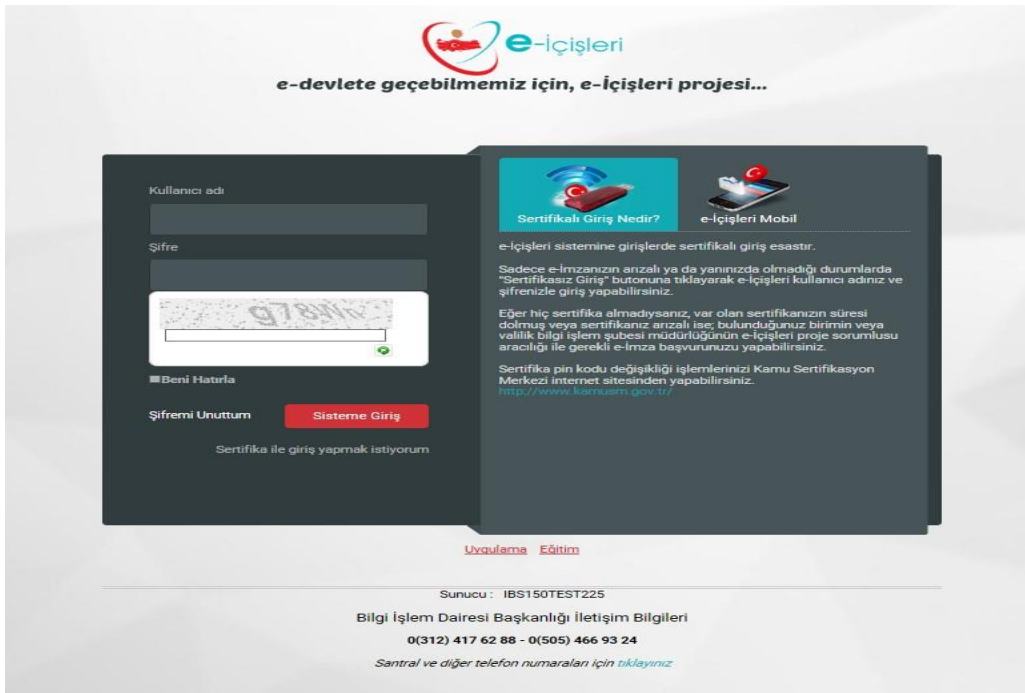 e-İçişleri
e-devlete geçebilmemiz için, e-İçişleri projesi...
Kullanıcı adı
Şifre
Beni Hatırla
Şifremi Unuttum
Sisteme Giriş
Sertifika ile giriş yapmak istiyorum
Sertifikalı Giriş Nedir?
e-İçişleri Mobil
e-İçişleri sistemine girişlerde sertifikalı giriş esastır.
Sadece e-İmzanızın arızalı ya da yanınızda olmadığı durumlarda
"Sertifikasız Giriş" butonuna tıklayarak e-İçişleri kullanıcı adınız ve
şifrenizle giriş yapabilirsiniz.
Eğer hiç sertifika almadıysanız, var olan sertifikanızın süresi
dolmuş veya sertifikanız arızalı ise; bulunduğunuz birimin veya
valilik bilgi işlem şubesi müdürlüğünün e-İçişleri proje sorumlusu
aracılığı ile gerekli e-İmza başvurunuzu yapabilirsiniz.
Sertifika pin kodu değişikliği işlemlerinizi Kamu Sertifikasyon
Merkezi internet sitesinden yapabilirsiniz.
http://www.kamusm.gov.tr/
Uygulama Eğitim
Sunucu : IBS150TEST225
Bilgi İşlem Dairesi Başkanlığı İletişim Bilgileri
0(312) 417 62 88 - 0(505) 466 93 24
Santral ve diğer telefon numaraları için tıklayınız